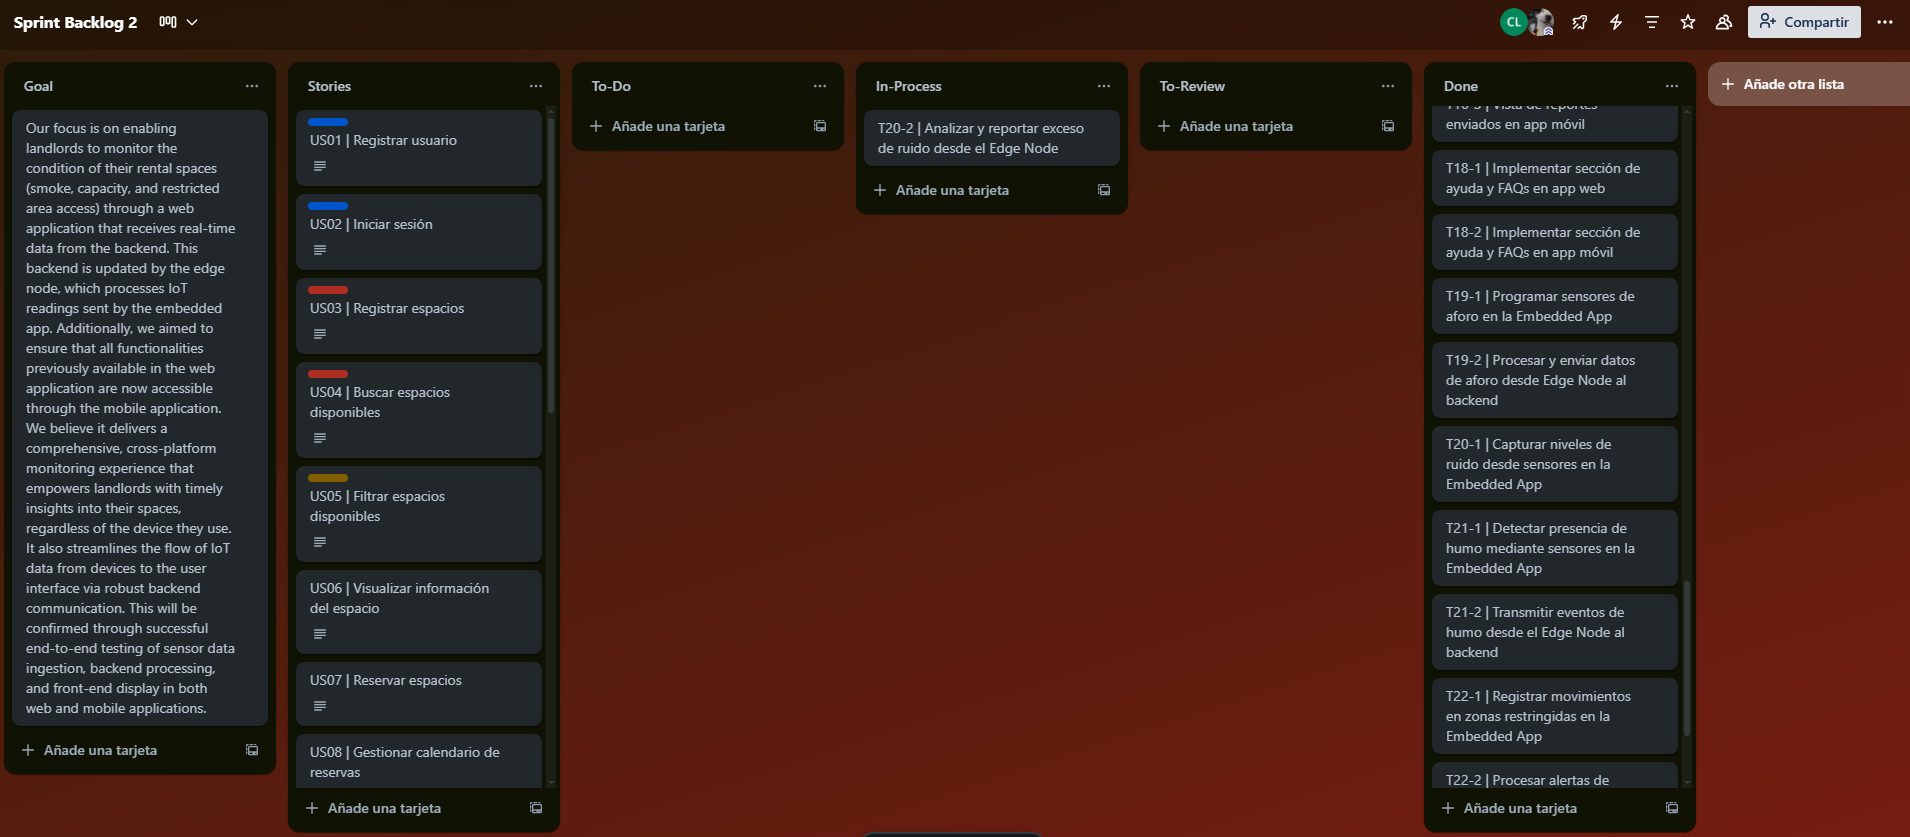 Sprint Backlog 2
CL
Compartir
Goal
Our focus is on enabling
landlords to monitor the
condition of their rental spaces
(smoke, capacity, and restricted
area access) through a web
application that receives real-time
data from the backend. This
backend is updated by the edge
node, which processes IoT
readings sent by the embedded
app. Additionally, we aimed to
ensure that all functionalities
previously available in the web
application are now accessible
through the mobile application.
We believe it delivers a
comprehensive, cross-platform
monitoring experience that
empowers landlords with timely
insights into their spaces,
regardless of the device they use.
It also streamlines the flow of IoT
data from devices to the user
interface via robust backend
communication. This will be
confirmed through successful
end-to-end testing of sensor data
ingestion, backend processing,
and front-end display in both
web and mobile applications.
Añade una tarjeta
Stories
US01 | Registrar usuario
US02 | Iniciar sesión
US03 | Registrar espacios
US04 | Buscar espacios
disponibles
US05 | Filtrar espacios
disponibles
US06 | Visualizar información
del espacio
US07 | Reservar espacios
US08 | Gestionar calendario de
reservas
Añade una tarjeta
To-Do
Añade una tarjeta
In-Process
T20-2 | Analizar y reportar exceso
de ruido desde el Edge Node
Añade una tarjeta
To-Review
Añade una tarjeta
Done
Vista de reportes
enviados en app móvil
T18-1 | Implementar sección de
ayuda y FAQs en app web
T18-2 | Implementar sección de
ayuda y FAQs en app móvil
T19-1 | Programar sensores de
aforo en la Embedded App
T19-2 | Procesar y enviar datos
de aforo desde Edge Node al
backend
T20-1 | Capturar niveles de
ruido desde sensores en la
Embedded App
T21-1 | Detectar presencia de
humo mediante sensores en la
Embedded App
T21-2 | Transmitir eventos de
humo desde el Edge Node al
backend
T22-1 | Registrar movimientos
en zonas restringidas en la
Embedded App
T22-2 | Procesar alertas de
Añade una tarjeta
Añade otra lista